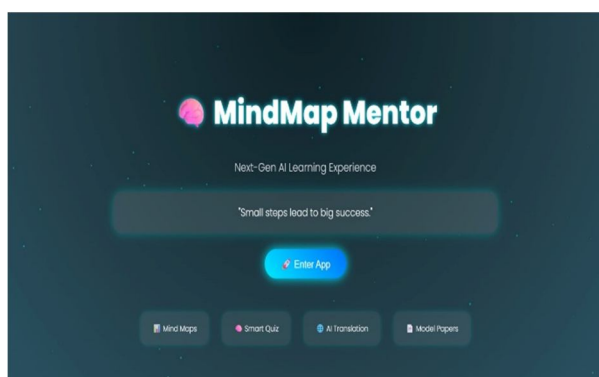 🧠 MindMap Mentor
Next-Gen AI Learning Experience
"Small steps lead to big success."
🚀 Enter App
📊 Mind Maps
🧠 Smart Quiz
🌐 AI Translation
📄 Model Papers